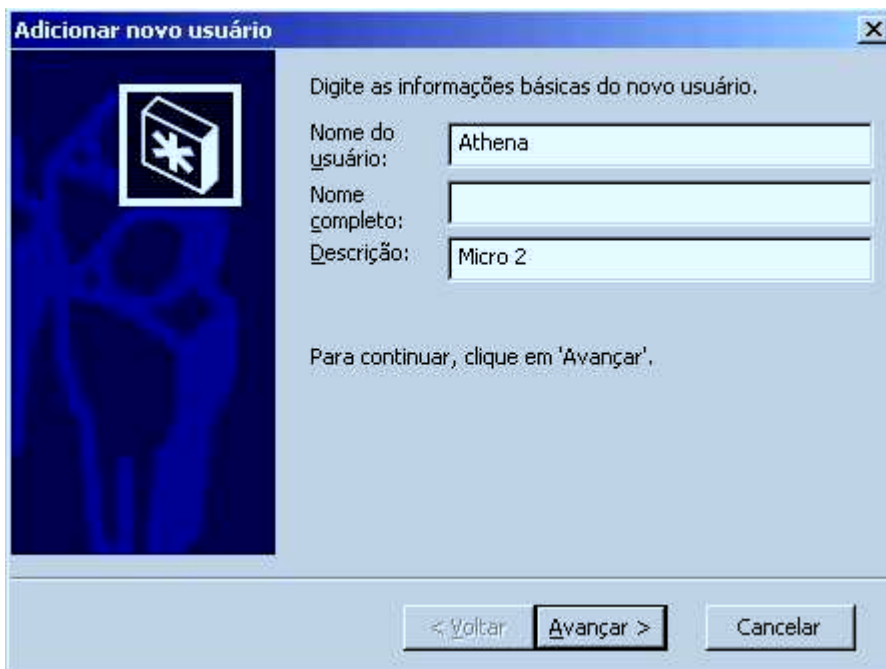 Adicionar novo usuário
Digite as informações básicas do novo usuário.
Nome do
usuário:
Athena
Nome
completo:
Descrição:
Micro 2
Para continuar, clique em 'Avançar'.
< Voltar
Avançar >
Cancelar